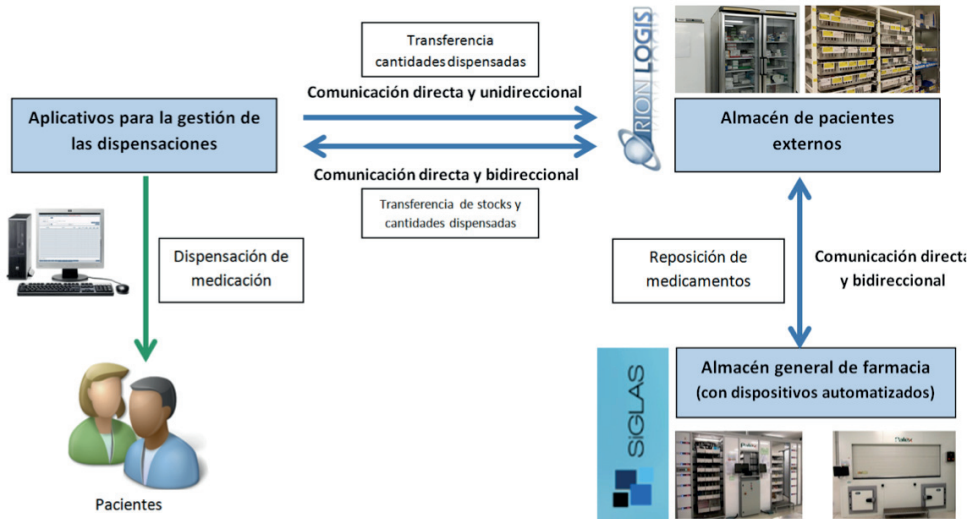 Transferencia
cantidades dispensadas
Comunicación directa y unidireccional
Aplicativos para la gestión de
las dispensaciones
Comunicación directa y bidireccional
Transferencia de stocks y
cantidades dispensadas
RION LOGIS
Almacén de pacientes
externos
Dispensación de
medicación
Reposición de
medicamentos
Comunicación directa
y bidireccional
Pacientes
SiGLAS
Almacén general de farmacia
(con dispositivos automatizados)